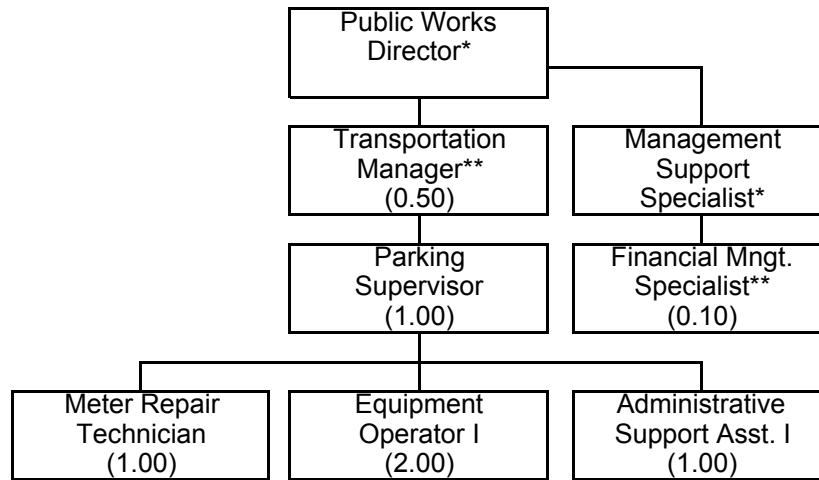 Public Works
Director*
Transportation
Manager**
(0.50)
Management
Support
Specialist*
Parking
Supervisor
(1.00)
Financial Mngt.
Specialist**
(0.10)
Meter Repair
Technician
(1.00)
Equipment
Operator I
(2.00)
Administrative
Support Asst. I
(1.00)